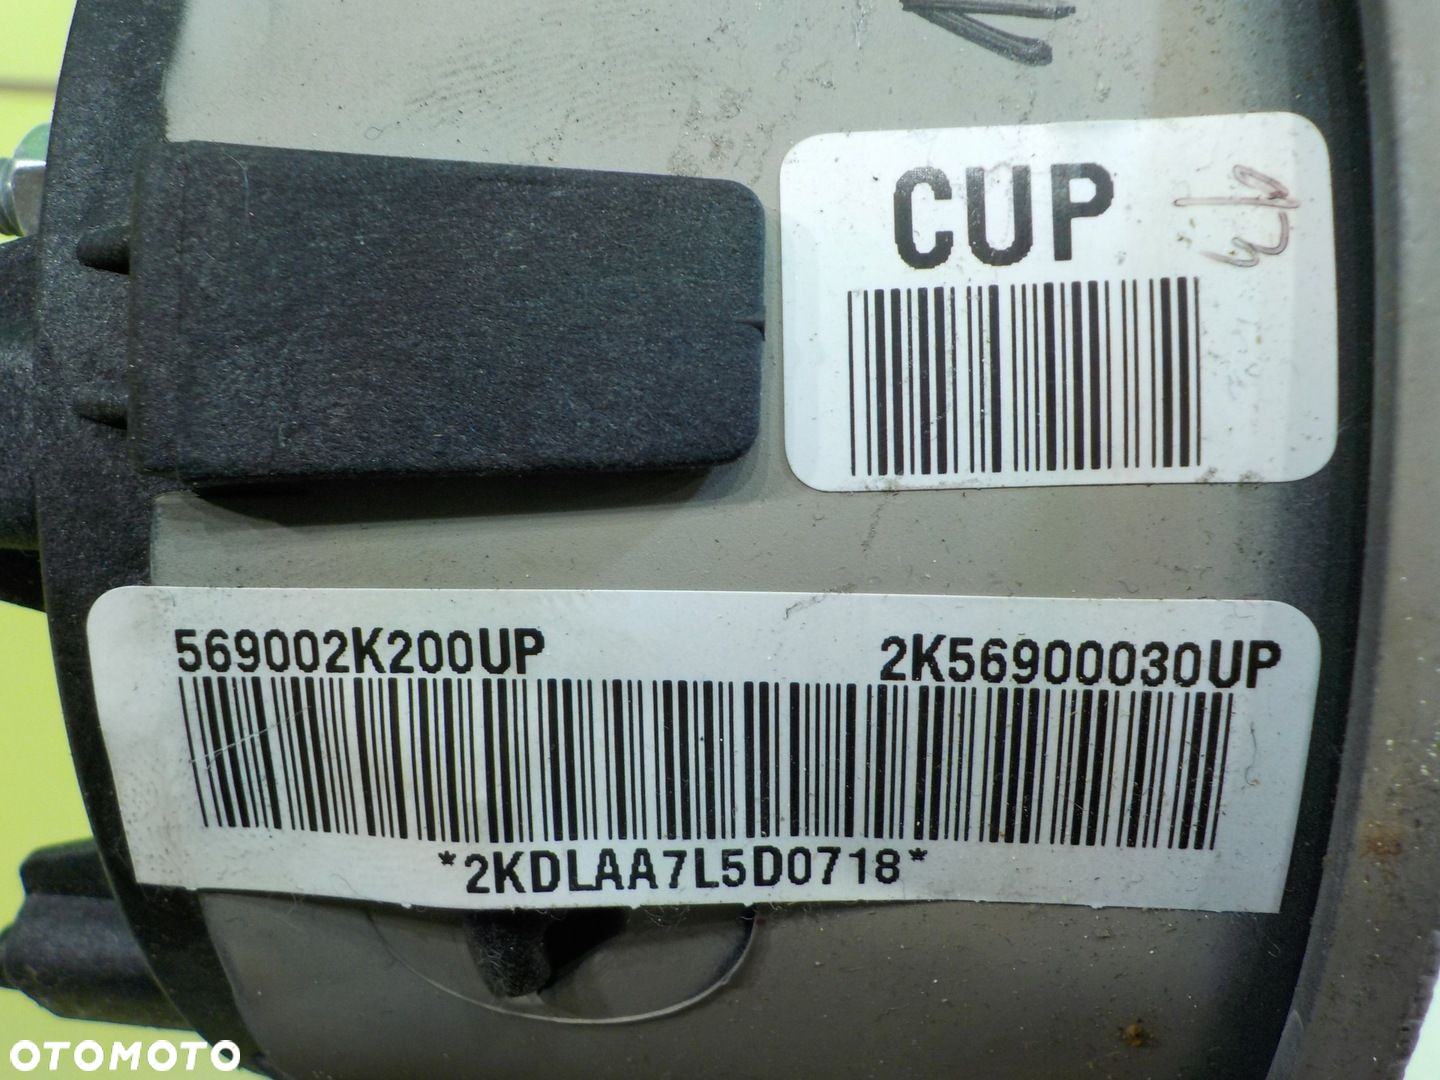 CUP
569002K200UP
2K56900030UP
*2KDLAA7L5D0718*
OTOMOTO